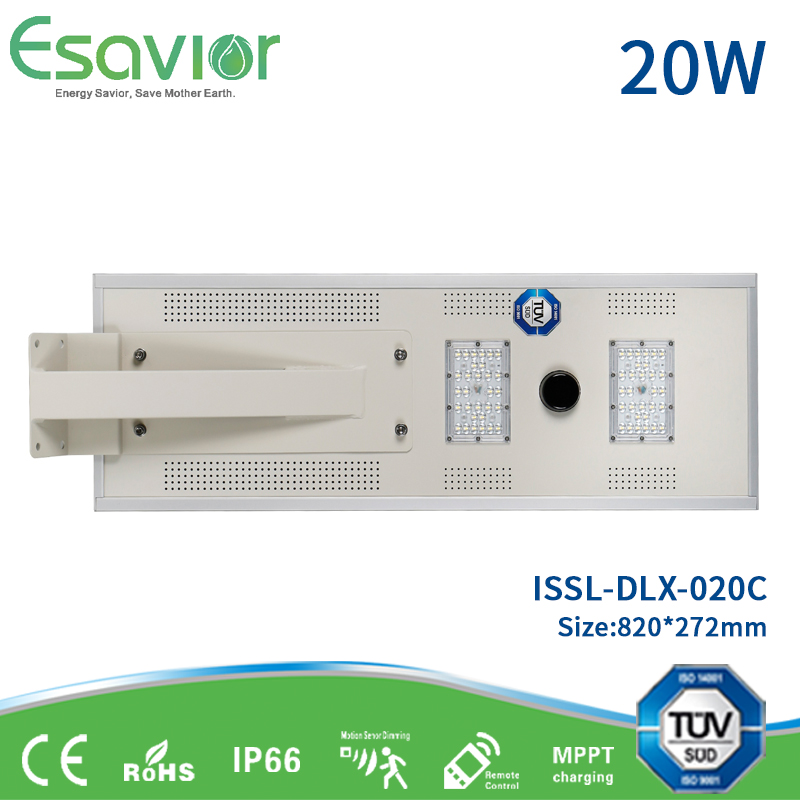 Esavior
Energy Savior, Save Mother Earth.
20W
TÜV
SÜD
ISSL-DLX-020C
Size:820*272mm
CE
RoHS
IP66
Motion Sensor Dimming
Remote
Control
MPPT
charging
ISO 14001
TÜV
SÜD
ISO 9001